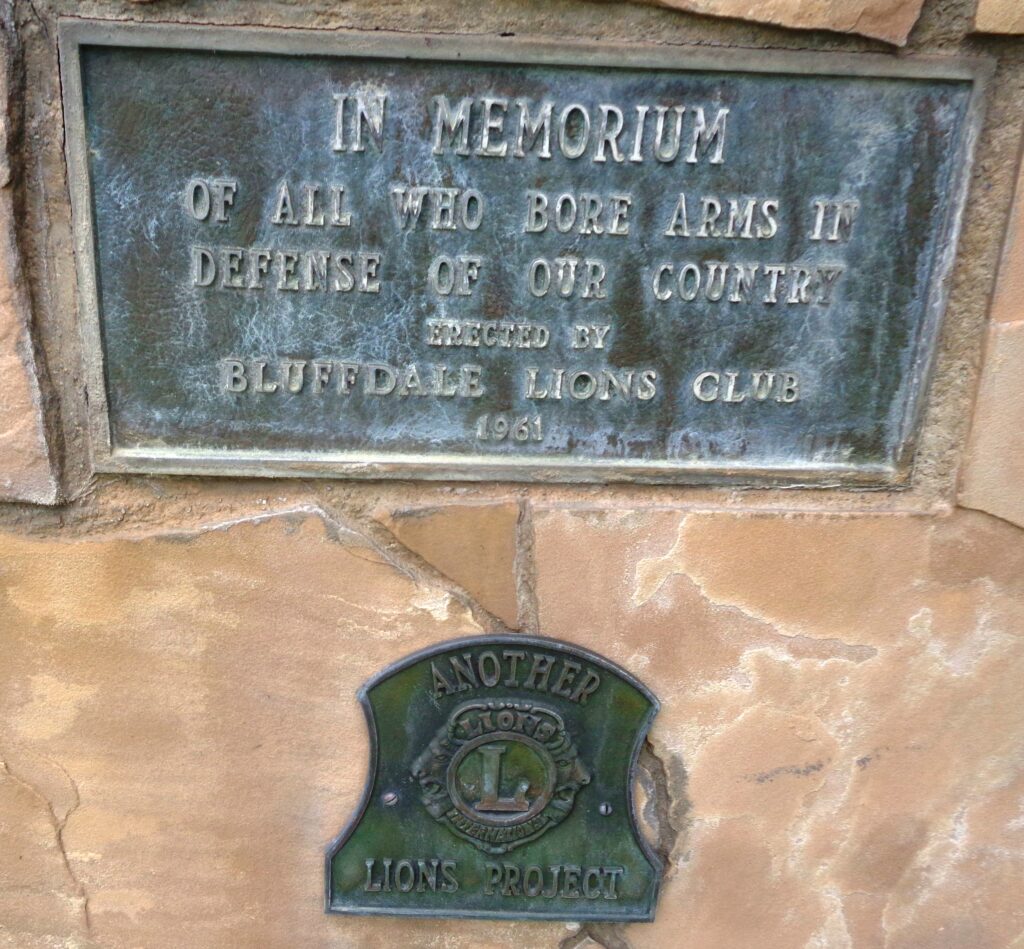 IN MEMORIUM
OF ALL WHO BORE ARMS IN
DEFENSE OF OUR COUNTRY
ERECTED BY
BLUFFDALE LIONS CLUB
1961
ANOTHER
LIONS
L
INTERNATIONAL
LIONS PROJECT